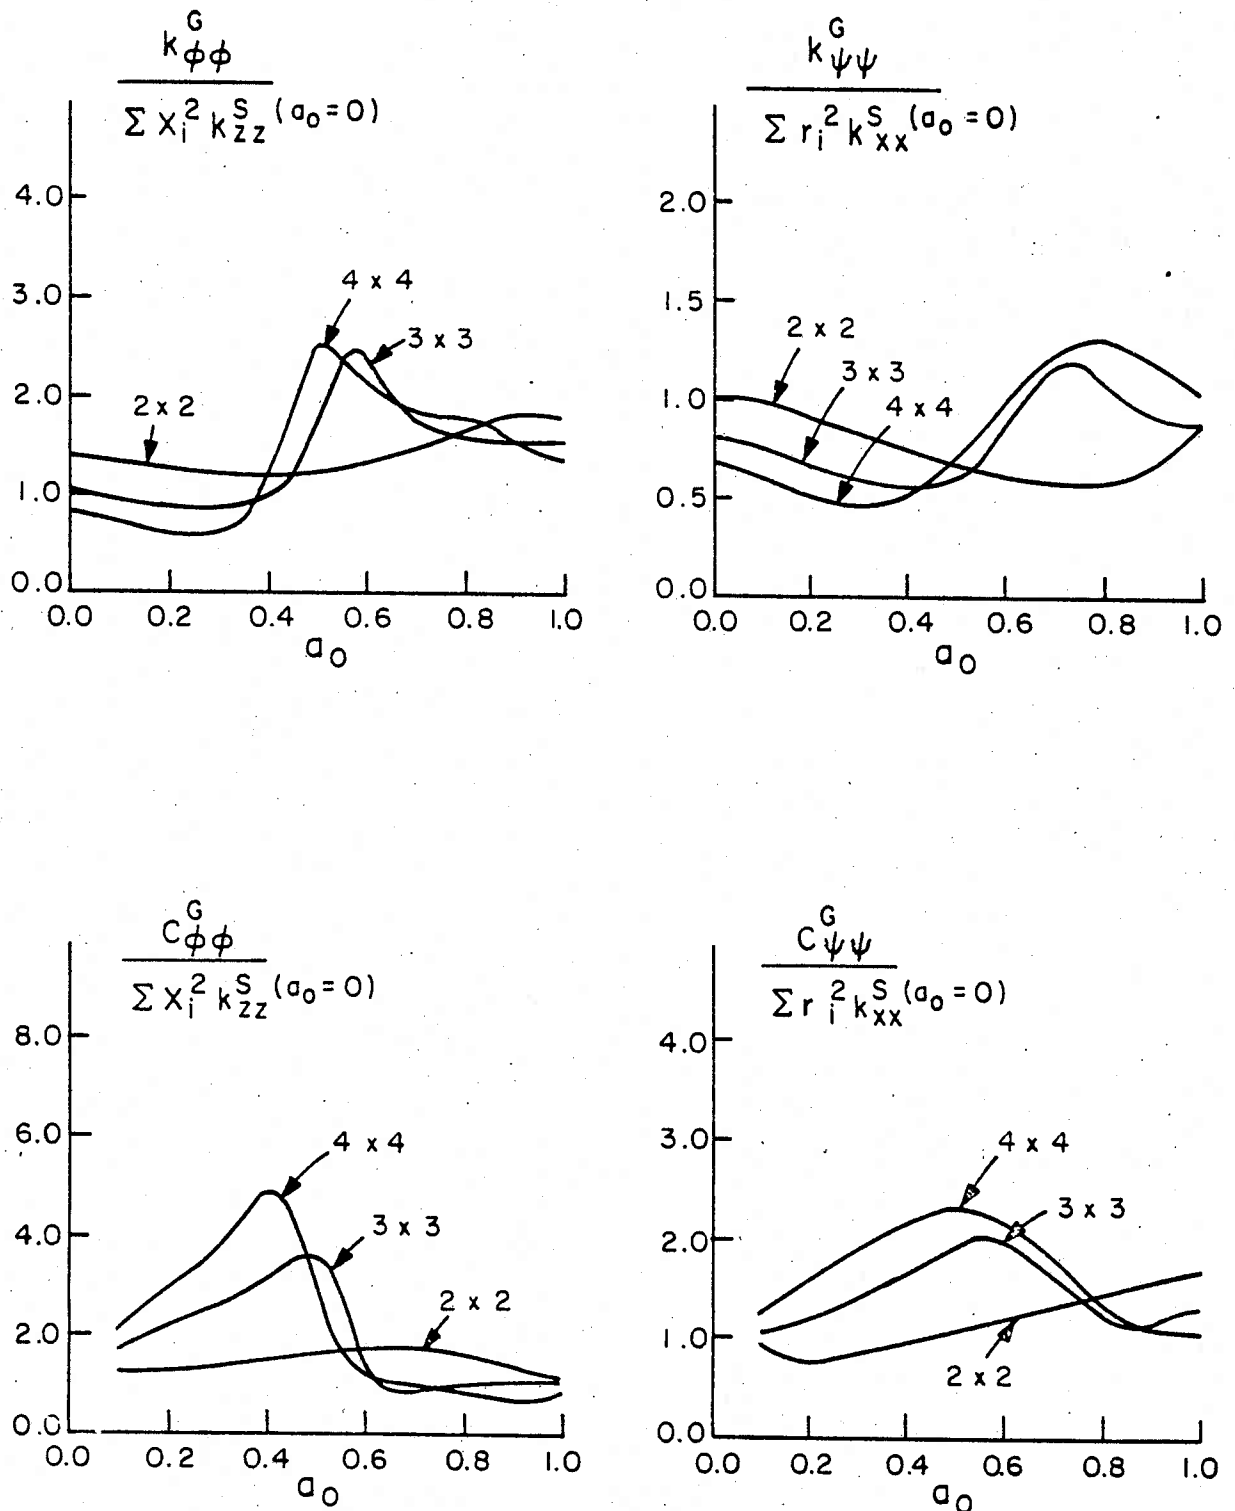 k^G_φφ
Σ X_i^2 k^S_zz (a_0 = 0)
4.0
3.0
2.0
1.0
0.0
4 x 4
3 x 3
2 x 2
0.0 0.2 0.4 0.6 0.8 1.0
a_0
k^G_ψψ
Σ r_i^2 k^S_xx (a_0 = 0)
2.0
1.5
1.0
0.5
0.0
2 x 2
3 x 3
4 x 4
0.0 0.2 0.4 0.6 0.8 1.0
a_0
C^G_φφ
Σ X_i^2 k^S_zz (a_0 = 0)
8.0
6.0
4.0
2.0
0.0
4 x 4
3 x 3
2 x 2
0.0 0.2 0.4 0.6 0.8 1.0
a_0
C^G_ψψ
Σ r_i^2 k^S_xx (a_0 = 0)
4.0
3.0
2.0
1.0
0.0
4 x 4
3 x 3
2 x 2
0.0 0.2 0.4 0.6 0.8 1.0
a_0